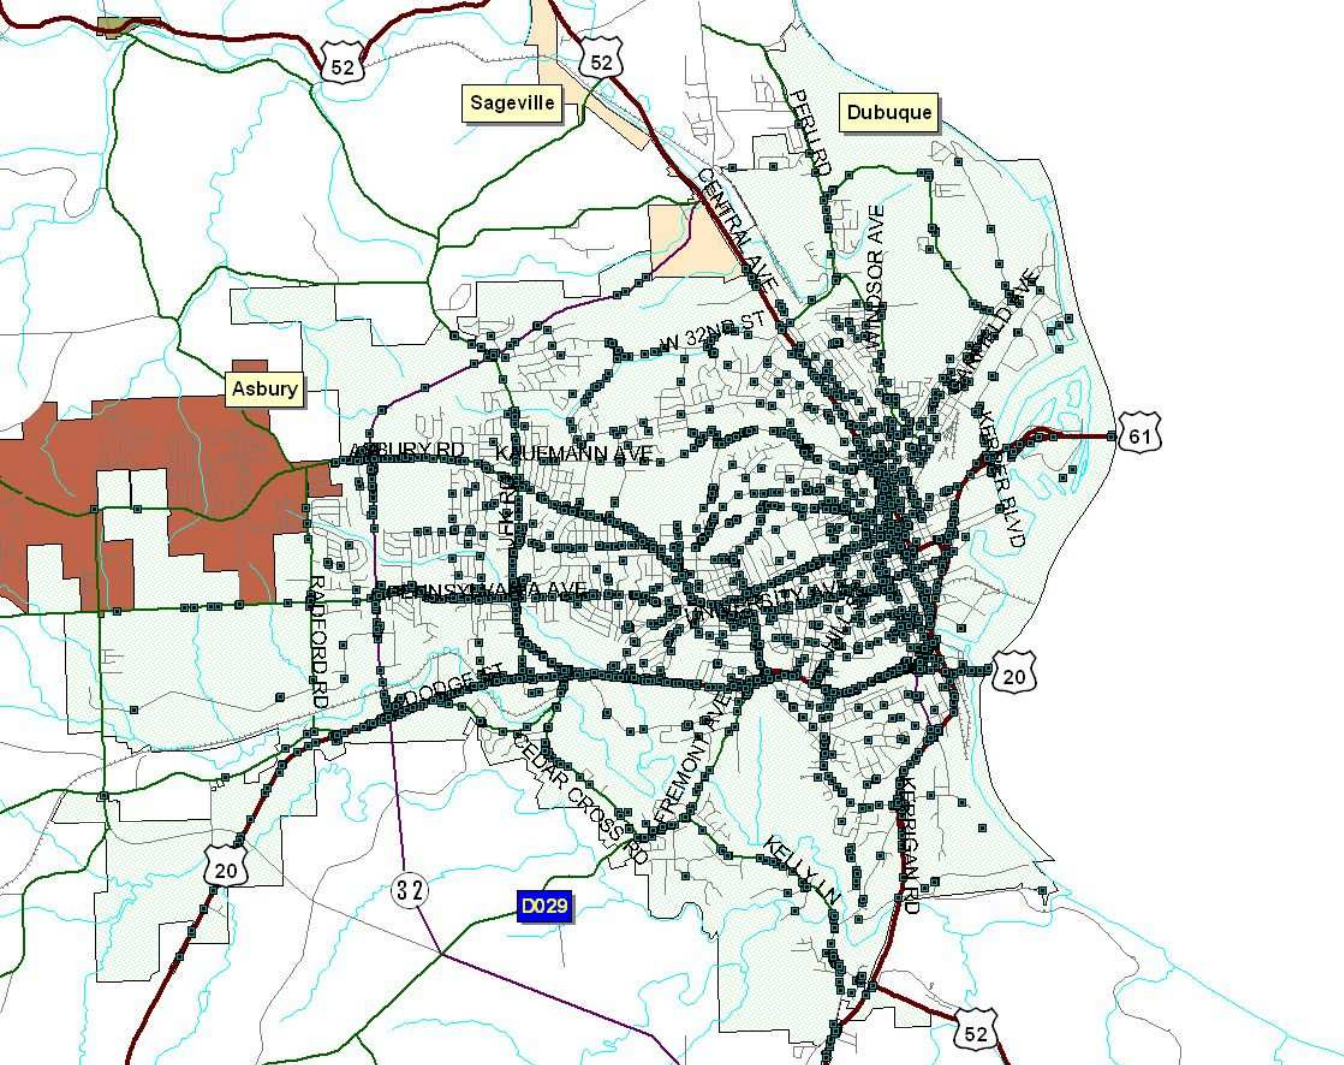 52
52
Sageville
Dubuque
PERU RD
CENTRAL AVE
WINDSOR AVE
GARFIELD AVE
W 32ND ST
Asbury
61
ASBURY RD
KAUFMANN AVE
KERPER BLVD
JFK RD
PENNSYLVANIA AVE
UNIVERSITY AVE
HILL
RADFORD RD
20
DODGE ST
CEDAR CROSS RD
FREMONT AVE
KERRIGAN RD
KELLY LN
20
32
D029
52